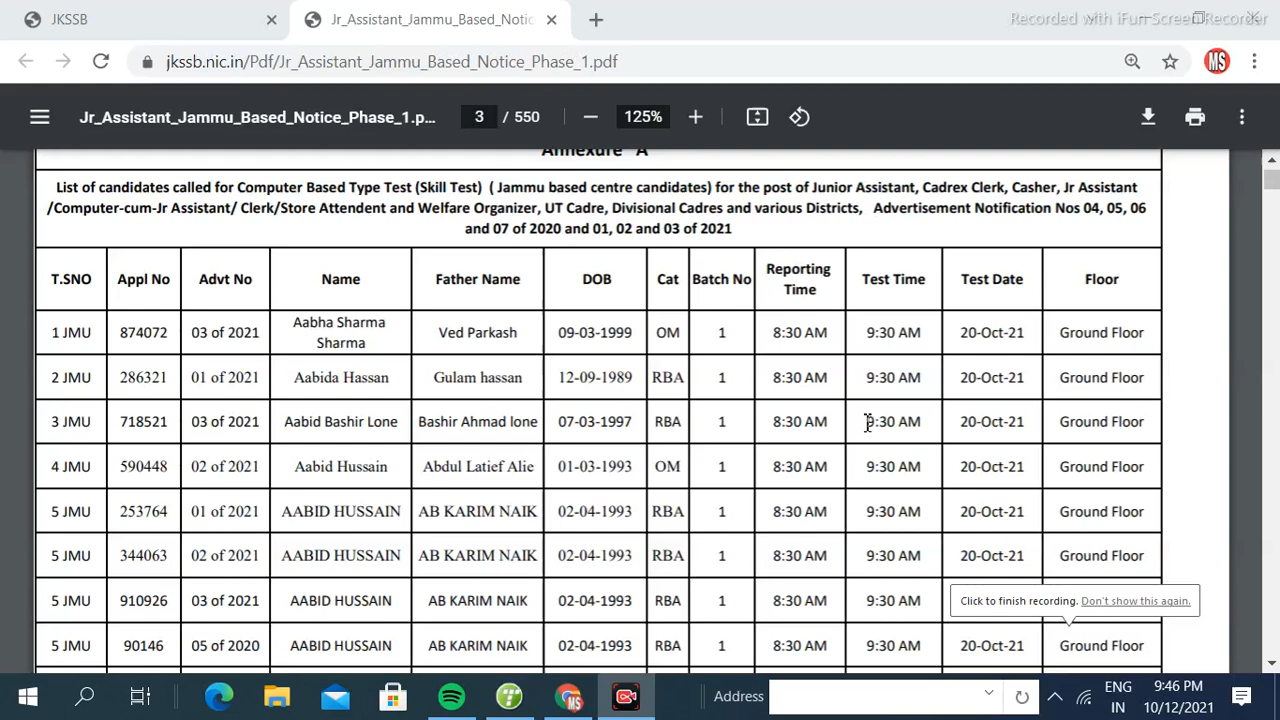 JKSSB
Jr_Assistant_Jammu_Based_Notic
Recorded with iFun Screen Recorder
jkssb.nic.in/Pdf/Jr_Assistant_Jammu_Based_Notice_Phase_1.pdf
MS
Jr_Assistant_Jammu_Based_Notice_Phase_1.p... 3 / 550 125%
Annexure "A"
List of candidates called for Computer Based Type Test (Skill Test) ( Jammu based centre candidates) for the post of Junior Assistant, Cadrex Clerk, Casher, Jr Assistant
/Computer-cum-Jr Assistant/ Clerk/Store Attendent and Welfare Organizer, UT Cadre, Divisional Cadres and various Districts, Advertisement Notification Nos 04, 05, 06
and 07 of 2020 and 01, 02 and 03 of 2021
T.SNO Appl No Advt No Name Father Name DOB Cat Batch No Reporting Time Test Time Test Date Floor
1 JMU 874072 03 of 2021 Aabha Sharma Sharma Ved Parkash 09-03-1999 OM 1 8:30 AM 9:30 AM 20-Oct-21 Ground Floor
2 JMU 286321 01 of 2021 Aabida Hassan Gulam hassan 12-09-1989 RBA 1 8:30 AM 9:30 AM 20-Oct-21 Ground Floor
3 JMU 718521 03 of 2021 Aabid Bashir Lone Bashir Ahmad lone 07-03-1997 RBA 1 8:30 AM 9:30 AM 20-Oct-21 Ground Floor
4 JMU 590448 02 of 2021 Aabid Hussain Abdul Latief Alie 01-03-1993 OM 1 8:30 AM 9:30 AM 20-Oct-21 Ground Floor
5 JMU 253764 01 of 2021 AABID HUSSAIN AB KARIM NAIK 02-04-1993 RBA 1 8:30 AM 9:30 AM 20-Oct-21 Ground Floor
5 JMU 344063 02 of 2021 AABID HUSSAIN AB KARIM NAIK 02-04-1993 RBA 1 8:30 AM 9:30 AM 20-Oct-21 Ground Floor
5 JMU 910926 03 of 2021 AABID HUSSAIN AB KARIM NAIK 02-04-1993 RBA 1 8:30 AM 9:30 AM
Click to finish recording. Don't show this again.
5 JMU 90146 05 of 2020 AABID HUSSAIN AB KARIM NAIK 02-04-1993 RBA 1 8:30 AM 9:30 AM 20-Oct-21 Ground Floor
MS
Address
ENG
IN
9:46 PM
10/12/2021